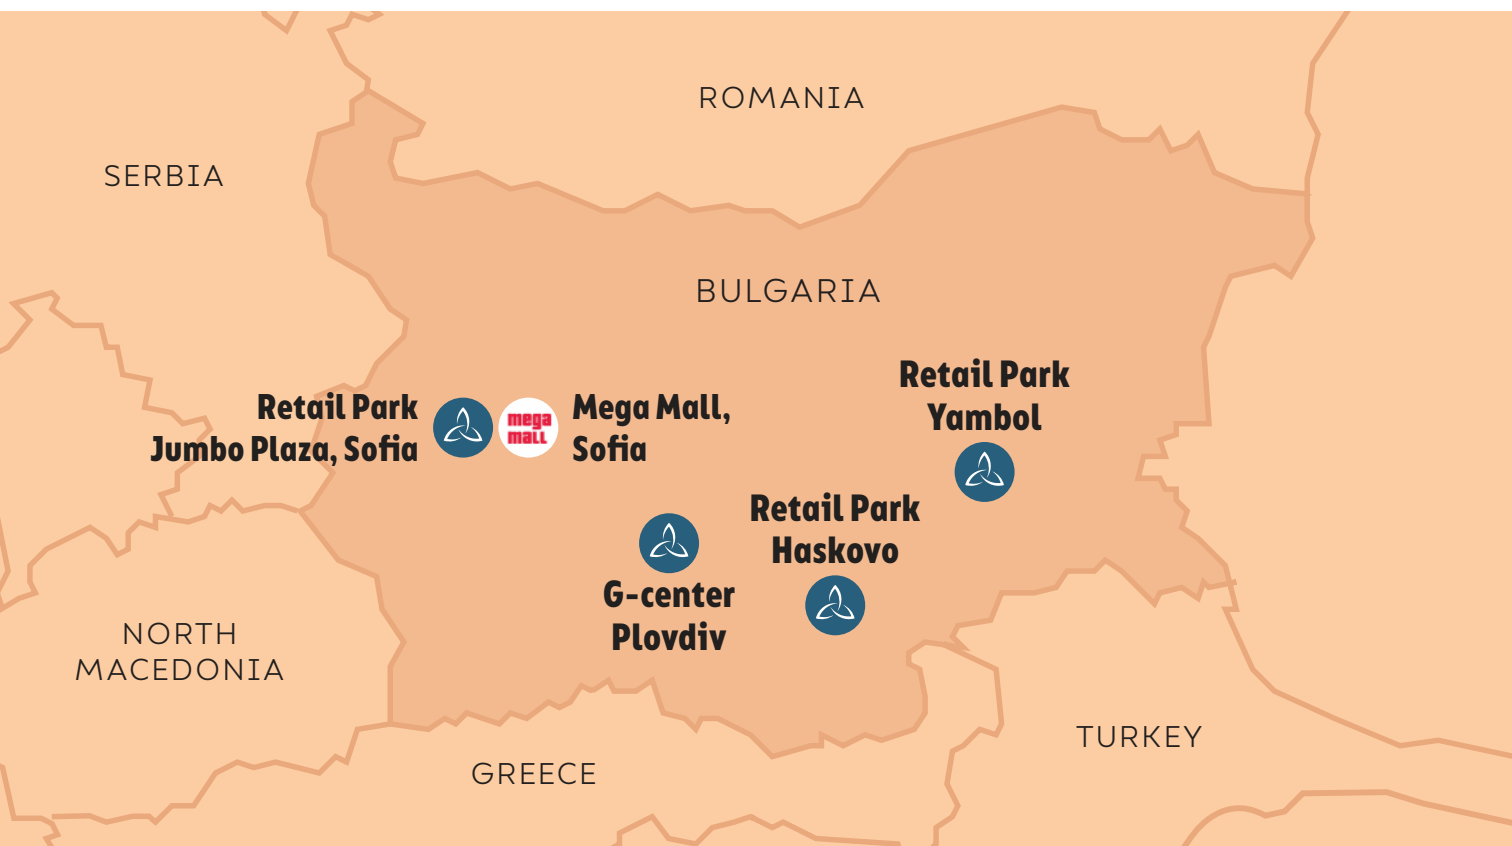 ROMANIA
SERBIA
BULGARIA
Retail Park
Yambol
Retail Park
Jumbo Plaza, Sofia
mega
mall
Mega Mall,
Sofia
Retail Park
Haskovo
G-center
Plovdiv
NORTH
MACEDONIA
TURKEY
GREECE